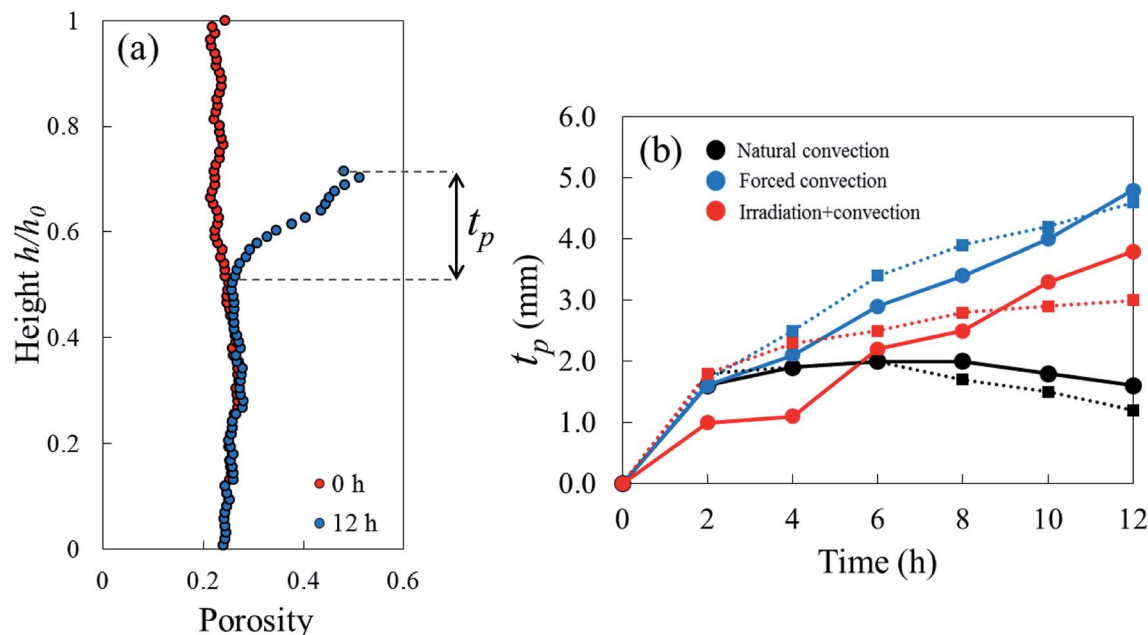 (a)
1
0.8
0.6
0.4
0.2
0
Height h/h0
tp
0 h
12 h
0
0.2
0.4
0.6
Porosity
(b)
6.0
5.0
4.0
3.0
2.0
1.0
0.0
tp (mm)
Natural convection
Forced convection
Irradiation+convection
0
2
4
6
8
10
12
Time (h)